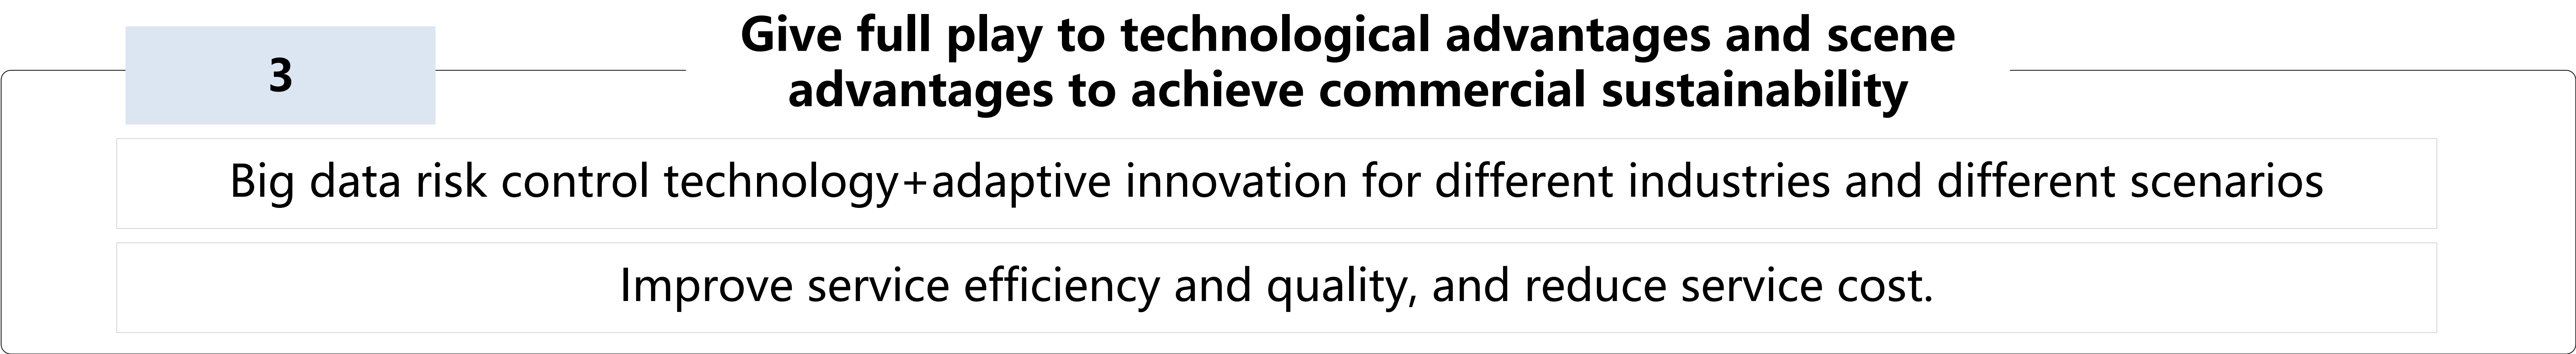 3
Give full play to technological advantages and scene
advantages to achieve commercial sustainability
Big data risk control technology+adaptive innovation for different industries and different scenarios
Improve service efficiency and quality, and reduce service cost.